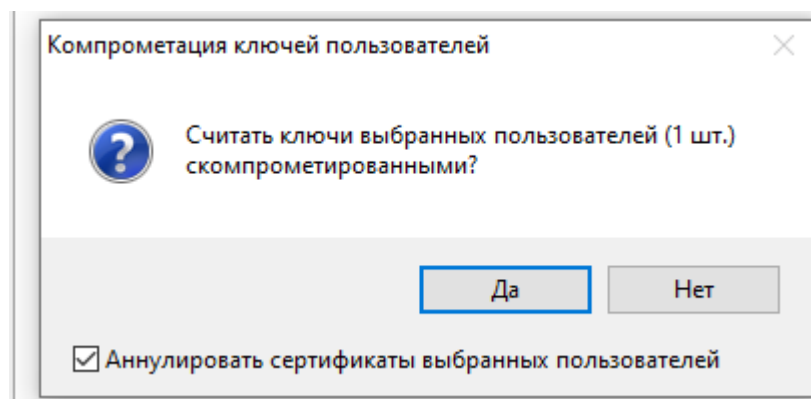 Компрометация ключей пользователей
Считать ключи выбранных пользователей (1 шт.)
скомпрометированными?
Да
Нет
Аннулировать сертификаты выбранных пользователей